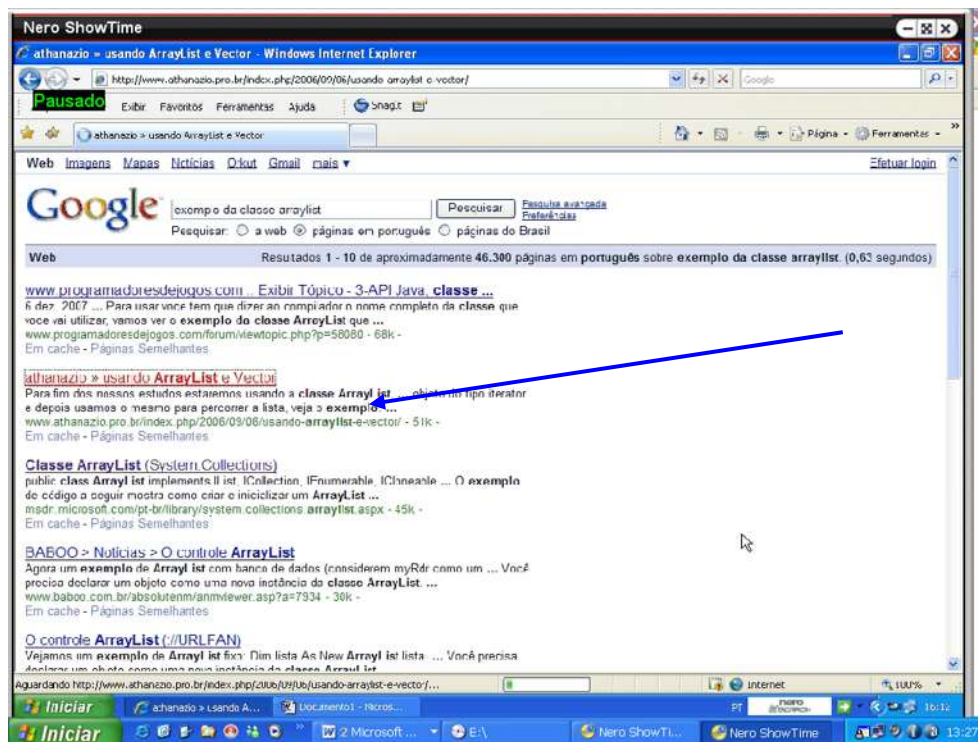 Nero ShowTime
athanazio » usando ArrayList e Vector - Windows Internet Explorer
http://www.athanazio.pro.br/index.php/2006/09/06/usando-arraylist-e-vector/
Google
Pausado Exibir Favoritos Ferramentas Ajuda SnagIt
athanazio » usando ArrayList e Vector
Página Ferramentas
Web Imagens Mapas Notícias Orkut Gmail mais ▼ Efetuar login
Google exemplo da classe arraylist Pesquisar Pesquisa avançada
Preferências
Pesquisar: a web páginas em português páginas do Brasil
Web Resultados 1 - 10 de aproximadamente 46.300 páginas em português sobre exemplo da classe arraylist. (0,63 segundos)
www.programadoresdejogos.com :: Exibir Tópico - 3-API Java, classe ...
6 dez. 2007 ... Para usar voce tem que dizer ao compilador o nome completo da classe que
voce vai utilizar, vamos ver o exemplo da classe ArrayList que ...
www.programadoresdejogos.com/forum/viewtopic.php?p=58080 - 68k -
Em cache - Páginas Semelhantes
athanazio » usando ArrayList e Vector
Para fim dos nossos estudos estaremos usando a classe ArrayList. ... objeto do tipo iterator
e depois usamos o mesmo para percorrer a lista, veja o exemplo: ...
www.athanazio.pro.br/index.php/2006/09/06/usando-arraylist-e-vector/ - 51k -
Em cache - Páginas Semelhantes
Classe ArrayList (System.Collections)
public class ArrayList implements IList, ICollection, IEnumerable, ICloneable ... O exemplo
de código a seguir mostra como criar e inicializar um ArrayList ...
msdn.microsoft.com/pt-br/library/system.collections.arraylist.aspx - 45k -
Em cache - Páginas Semelhantes
BABOO > Notícias > O controle ArrayList
Agora um exemplo de ArrayList com banco de dados (considerem myRdr como um ... Você
precisa declarar um objeto como uma nova instância da classe ArrayList. ...
www.baboo.com.br/absolutenm/anmviewer.asp?a=7934 - 30k -
Em cache - Páginas Semelhantes
O controle ArrayList (://URLFAN)
Vejamos um exemplo de ArrayList fixa: Dim lista As New ArrayList lista. ... Você precisa
declarar um objeto como uma nova instância da classe ArrayList
Aguardando http://www.athanazio.pro.br/index.php/2006/09/06/usando-arraylist-e-vector/... Internet 100%
Iniciar athanazio » usando A... Documento1 - Micros... PT nero 16:12
Iniciar 2 Microsoft ... E:\ Nero ShowTi... Nero ShowTime 13:27